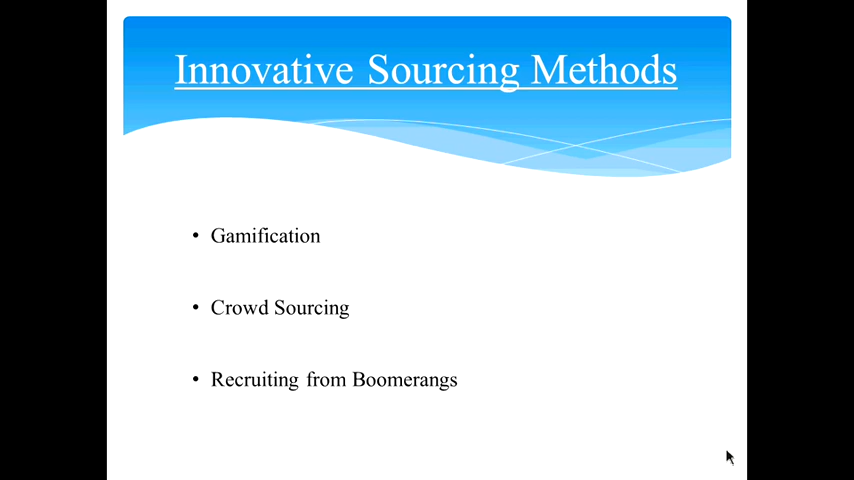 Innovative Sourcing Methods
• Gamification
• Crowd Sourcing
• Recruiting from Boomerangs